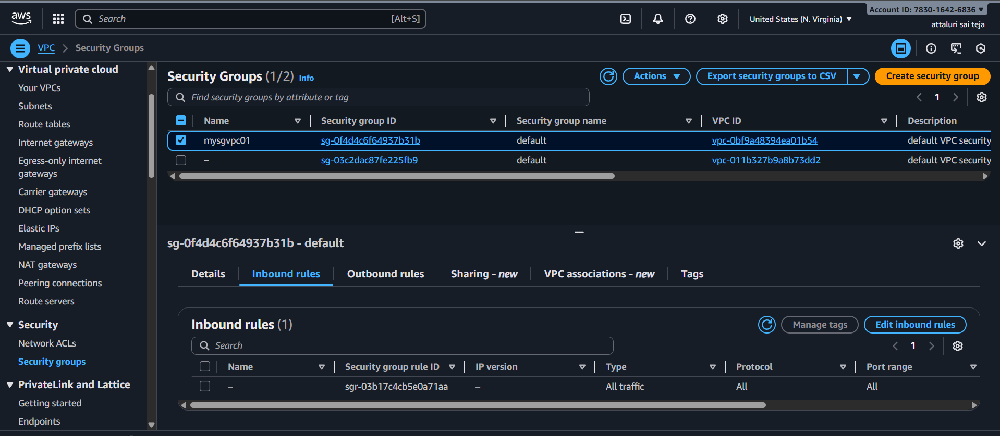 aws
Search [Alt+S]
United States (N. Virginia)
Account ID: 7830-1642-6836
attaluri sai teja
VPC Security Groups
Virtual private cloud
Your VPCs
Subnets
Route tables
Internet gateways
Egress-only internet
gateways
Carrier gateways
DHCP option sets
Elastic IPs
Managed prefix lists
NAT gateways
Peering connections
Route servers
Security
Network ACLs
Security groups
PrivateLink and Lattice
Getting started
Endpoints
Security Groups (1/2) Info
Actions Export security groups to CSV Create security group
Find security groups by attribute or tag
1
Name Security group ID Security group name VPC ID Description
mysgvpc01 sg-0f4d4c6f64937b31b default vpc-0bf9a48394ea01b54 default VPC security
– sg-03c2dac87fe225fb9 default vpc-011b327b9a8b73dd2 default VPC security
sg-0f4d4c6f64937b31b - default
Details Inbound rules Outbound rules Sharing - new VPC associations - new Tags
Inbound rules (1)
Manage tags Edit inbound rules
Search
1
Name Security group rule ID IP version Type Protocol Port range
– sgr-03b17c4cb5e0a71aa – All traffic All All